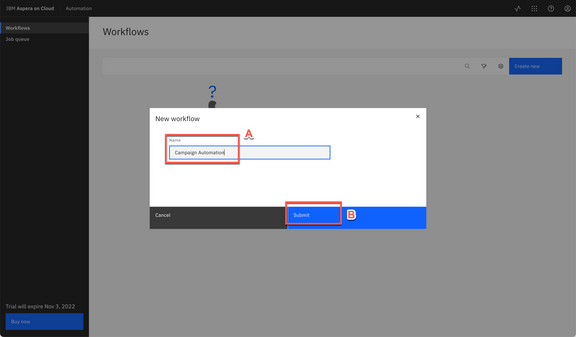 IBM Aspera on Cloud Automation
Workflows
Job queue
Workflows
Create new
?
New workflow
Name
Campaign Automation
A
Cancel
Submit
B
Trial will expire Nov 3, 2022
Buy now